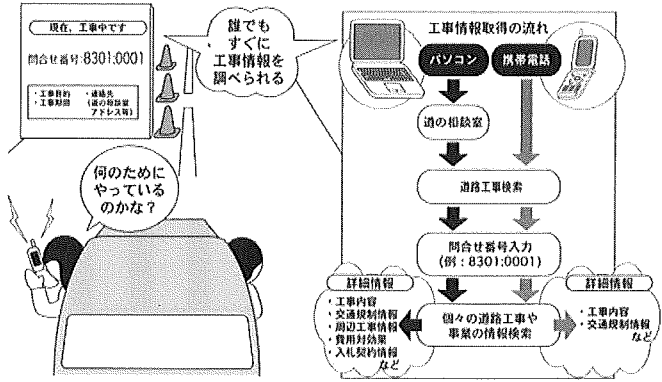 現在、工事中です
問合せ番号:8301:0001
・工事目的
・工事期間
・連絡先
(道の相談室
アドレス等)
誰でも
すぐに
工事情報を
調べられる
何のために
やっている
のかな?
工事情報取得の流れ
パソコン
携帯電話
道の相談室
道路工事検索
問合せ番号入力
(例:8301:0001)
個々の道路工事や
事業の情報検索
詳細情報
・工事内容
・交通規制情報
・周辺工事情報
・費用対効果
・入札契約情報
など
詳細情報
・工事内容
・交通規制情報
など